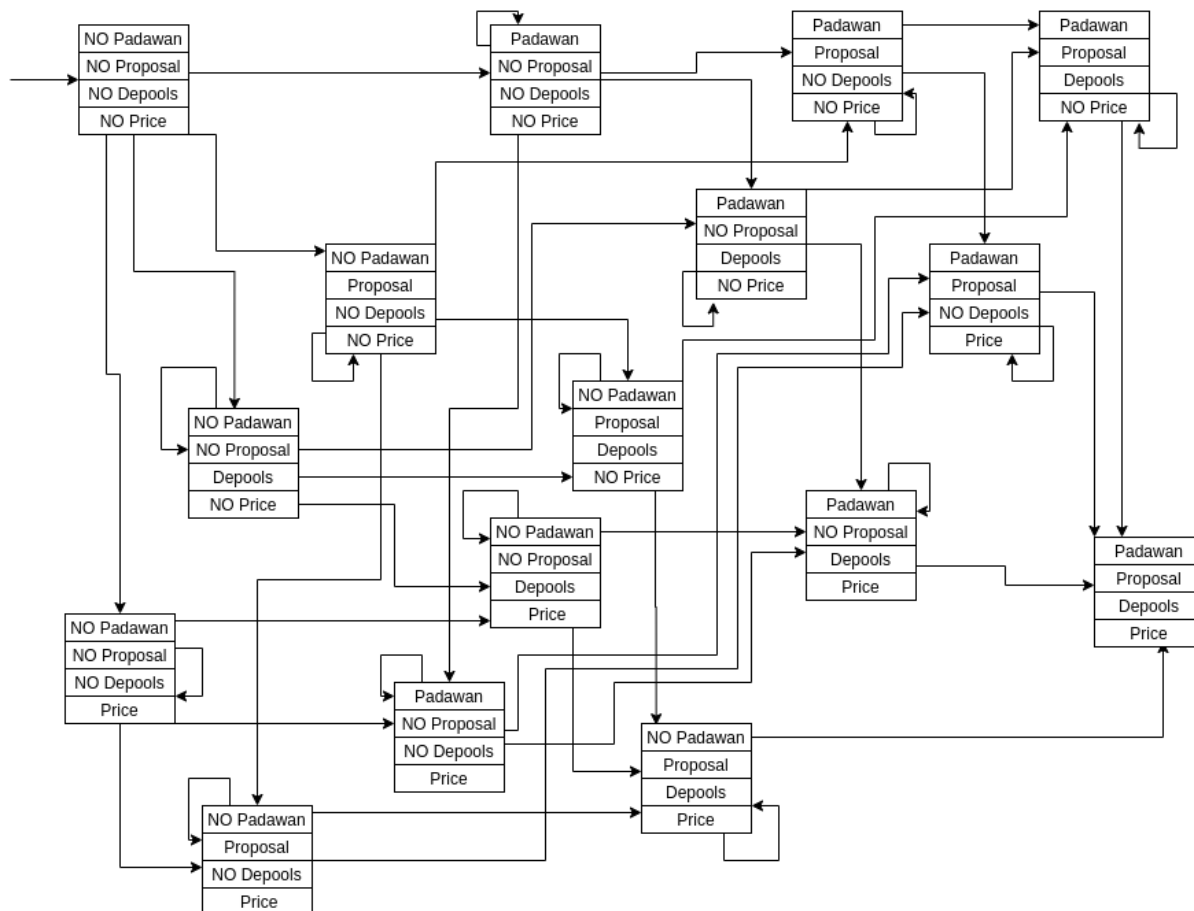 NO Padawan
NO Proposal
NO Depools
NO Price
Padawan
NO Proposal
NO Depools
NO Price
Padawan
Proposal
NO Depools
NO Price
Padawan
Proposal
Depools
NO Price
Padawan
NO Proposal
Depools
NO Price
NO Padawan
Proposal
NO Depools
NO Price
Padawan
Proposal
NO Depools
Price
NO Padawan
Proposal
Depools
NO Price
NO Padawan
NO Proposal
Depools
NO Price
Padawan
NO Proposal
Depools
Price
NO Padawan
NO Proposal
Depools
Price
Padawan
Proposal
Depools
Price
NO Padawan
NO Proposal
NO Depools
Price
Padawan
NO Proposal
NO Depools
Price
NO Padawan
Proposal
Depools
Price
NO Padawan
Proposal
NO Depools
Price